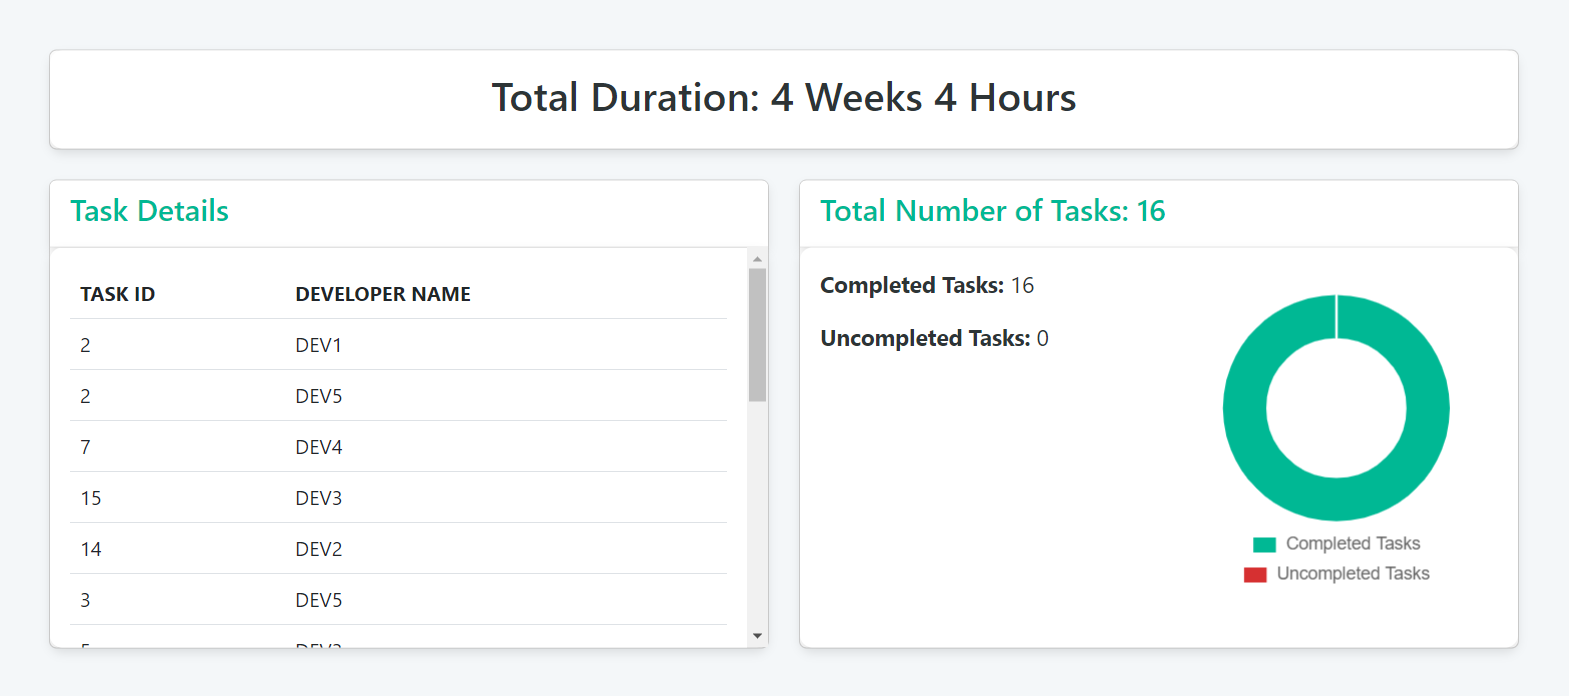 Total Duration: 4 Weeks 4 Hours
Task Details
TASK ID DEVELOPER NAME
2 DEV1
2 DEV5
7 DEV4
15 DEV3
14 DEV2
3 DEV5
Total Number of Tasks: 16
Completed Tasks: 16
Uncompleted Tasks: 0
Completed Tasks
Uncompleted Tasks